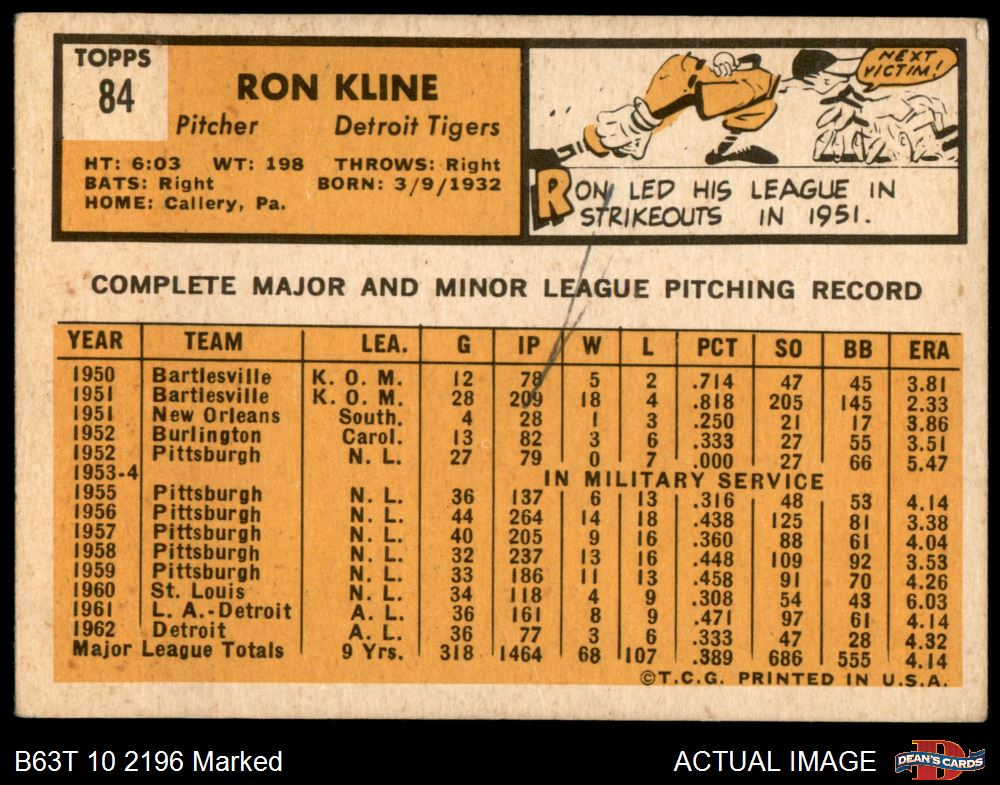 TOPPS
84
RON KLINE
Pitcher Detroit Tigers
HT: 6:03 WT: 198 THROWS: Right
BATS: Right BORN: 3/9/1932
HOME: Callery, Pa.
NEXT
VICTIM!
RON LED HIS LEAGUE IN
STRIKEOUTS IN 1951.
COMPLETE MAJOR AND MINOR LEAGUE PITCHING RECORD
YEAR TEAM LEA. G IP W L PCT SO BB ERA
1950 Bartlesville K. O. M. 12 78 5 2 .714 47 45 3.81
1951 Bartlesville K. O. M. 28 209 18 4 .818 205 145 2.33
1951 New Orleans South. 4 28 1 3 .250 21 17 3.86
1952 Burlington Carol. 13 82 3 6 .333 27 55 3.51
1952 Pittsburgh N. L. 27 79 0 7 .000 27 66 5.47
1953-4 IN MILITARY SERVICE
1955 Pittsburgh N. L. 36 137 6 13 .316 48 53 4.14
1956 Pittsburgh N. L. 44 264 14 18 .438 125 81 3.38
1957 Pittsburgh N. L. 40 205 9 16 .360 88 61 4.04
1958 Pittsburgh N. L. 32 237 13 16 .448 109 92 3.53
1959 Pittsburgh N. L. 33 186 11 13 .458 91 70 4.26
1960 St. Louis N. L. 34 118 4 9 .308 54 43 6.03
1961 L. A.-Detroit A. L. 36 161 8 9 .471 97 61 4.14
1962 Detroit A. L. 36 77 3 6 .333 47 28 4.32
Major League Totals 9 Yrs. 318 1464 68 107 .389 686 555 4.14
©T.C.G. PRINTED IN U.S.A.
B63T 10 2196 Marked
ACTUAL IMAGE
D
DEAN'S CARDS